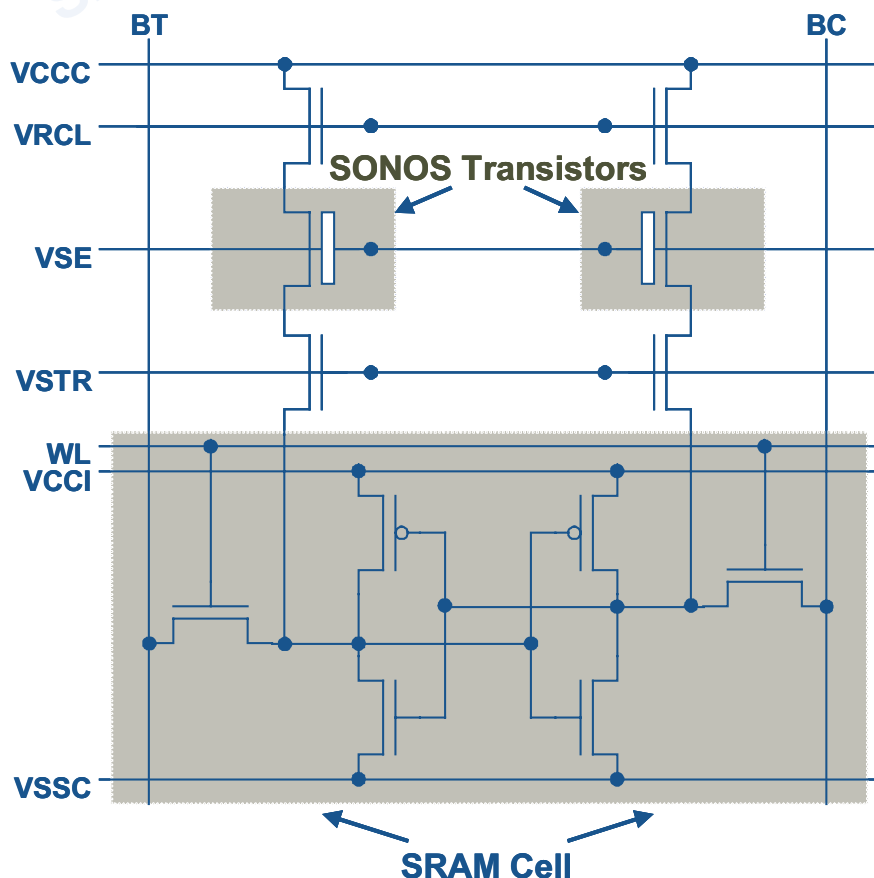 BT
BC
VCCC
VRCL
SONOS Transistors
VSE
VSTR
WL
VCCI
VSSC
SRAM Cell